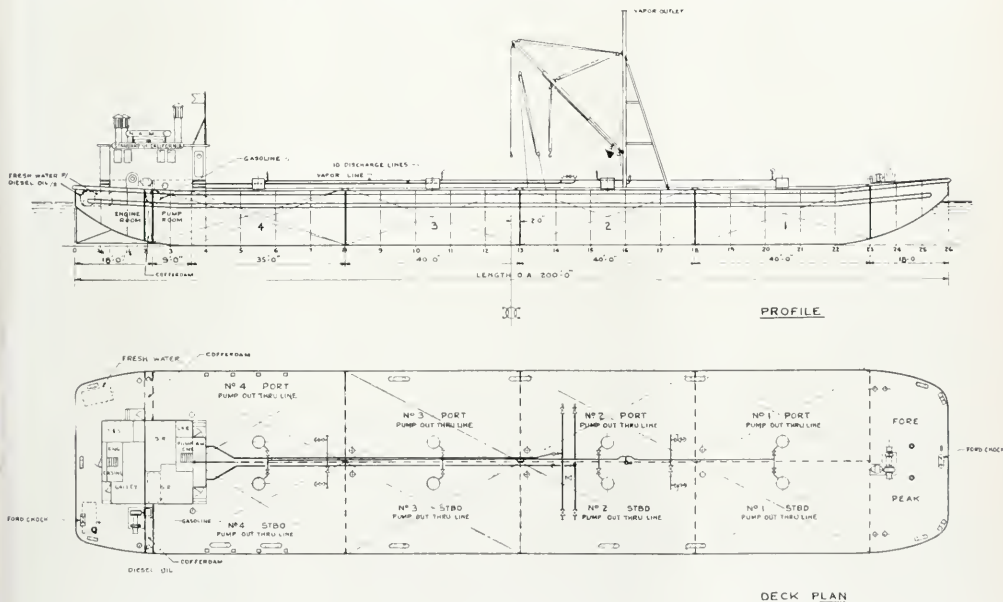 VAPOR OUTLET
STANDARD OF CALIFORNIA
GASOLINE
FRESH WATER P/
DIESEL OIL/S
10 DISCHARGE LINES
VAPOR LINE
ENGINE ROOM
PUMP ROOM
4
3
2'0"
2
1
0
8
9
10
11
12
13
14
15
16
17
18
19
20
21
22
23
24
25
26
18'-0"
9'-0"
35'-0"
40'-0"
40'-0"
40'-0"
18-0
COFFERDAM
LENGTH O.A. 200'-0"
PROFILE
FRESH WATER
COFFERDAM
Nº 4 PORT
PUMP OUT THRU LINE
Nº 3 PORT
PUMP OUT THRU LINE
Nº 2 PORT
PUMP OUT THRU LINE
Nº 1 PORT
PUMP OUT THRU LINE
FORE
PEAK
FORD CHOCK
ENG
CASING
GALLEY
Nº 4 STBD
PUMP OUT THRU LINE
Nº 3 STBD
PUMP OUT THRU LINE
Nº 2 STBD
PUMP OUT THRU LINE
Nº 1 STBD
PUMP OUT THRU LINE
FORD CHOCK
GASOLINE
COFFERDAM
DIESEL OIL
DECK PLAN